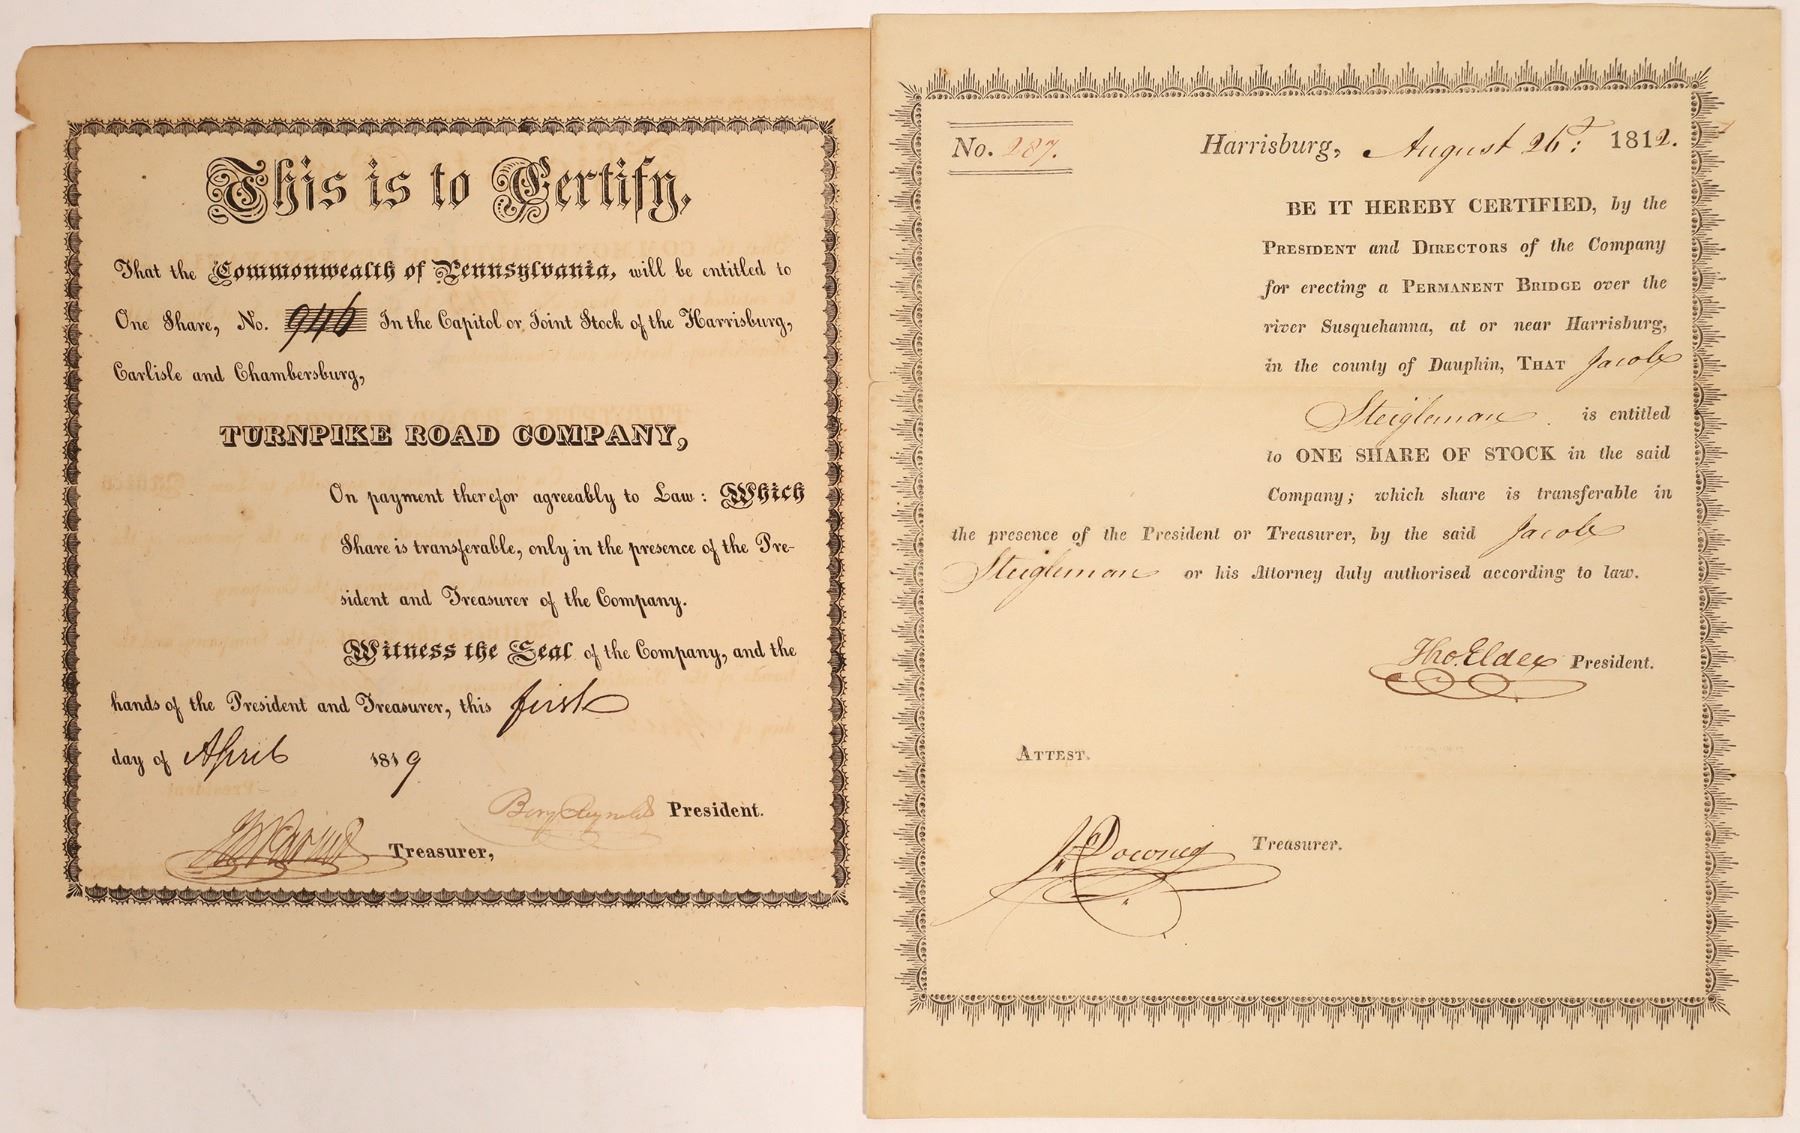 This is to Certify,
That the Commonwealth of Pennsylvania, will be entitled to
One Share, No. 946 In the Capitol or Joint Stock of the Harrisburg,
Carlisle and Chambersburg,
TURNPIKE ROAD COMPANY,
On payment therefor agreeably to Law: Which
Share is transferable, only in the presence of the Pre-
sident and Treasurer of the Company.
Witness the Seal of the Company, and the
hands of the President and Treasurer, this first
day of April 1819
President.
Treasurer,
No. 287.
Harrisburg, August 26th 1812.
BE IT HEREBY CERTIFIED, by the
PRESIDENT and DIRECTORS of the Company
for erecting a PERMANENT BRIDGE over the
river Susquehanna, at or near Harrisburg,
in the county of Dauphin, THAT Jacob
Steigleman is entitled
to ONE SHARE OF STOCK in the said
Company; which share is transferable in
the presence of the President or Treasurer, by the said Jacob
Steigleman or his Attorney duly authorised according to law.
Tho. Elder President.
ATTEST.
J. Downey Treasurer.